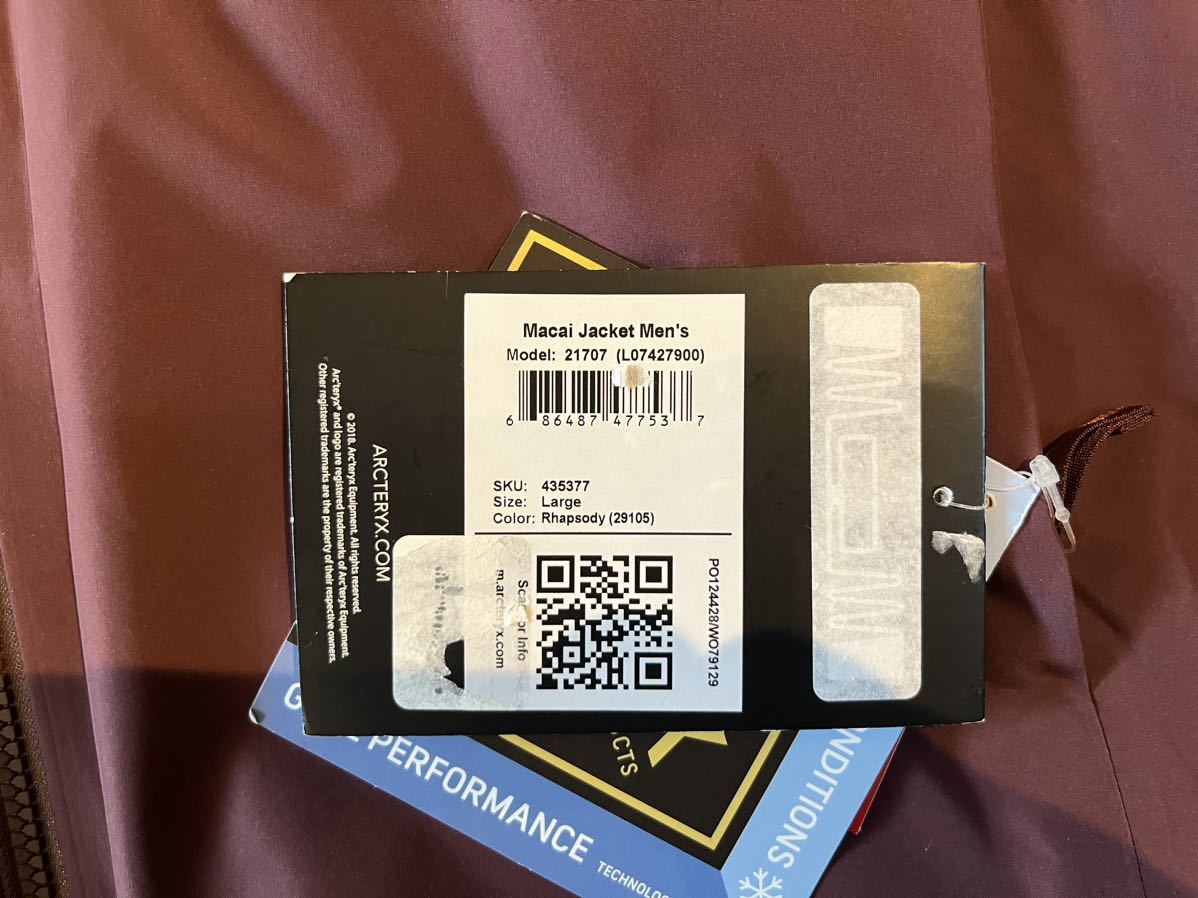 Macai Jacket Men's
Model: 21707 (L07427900)
6 86487 47753 7
SKU: 435377
Size: Large
Color: Rhapsody (29105)
PO124428/WO79129
m.arcteryx.com
ARCTERYX.COM
© 2018. Arc'teryx Equipment. All rights reserved.
Arc'teryx® and logo are registered trademarks of Arc'teryx Equipment.
Other registered trademarks are the property of their respective owners.
PERFORMANCE